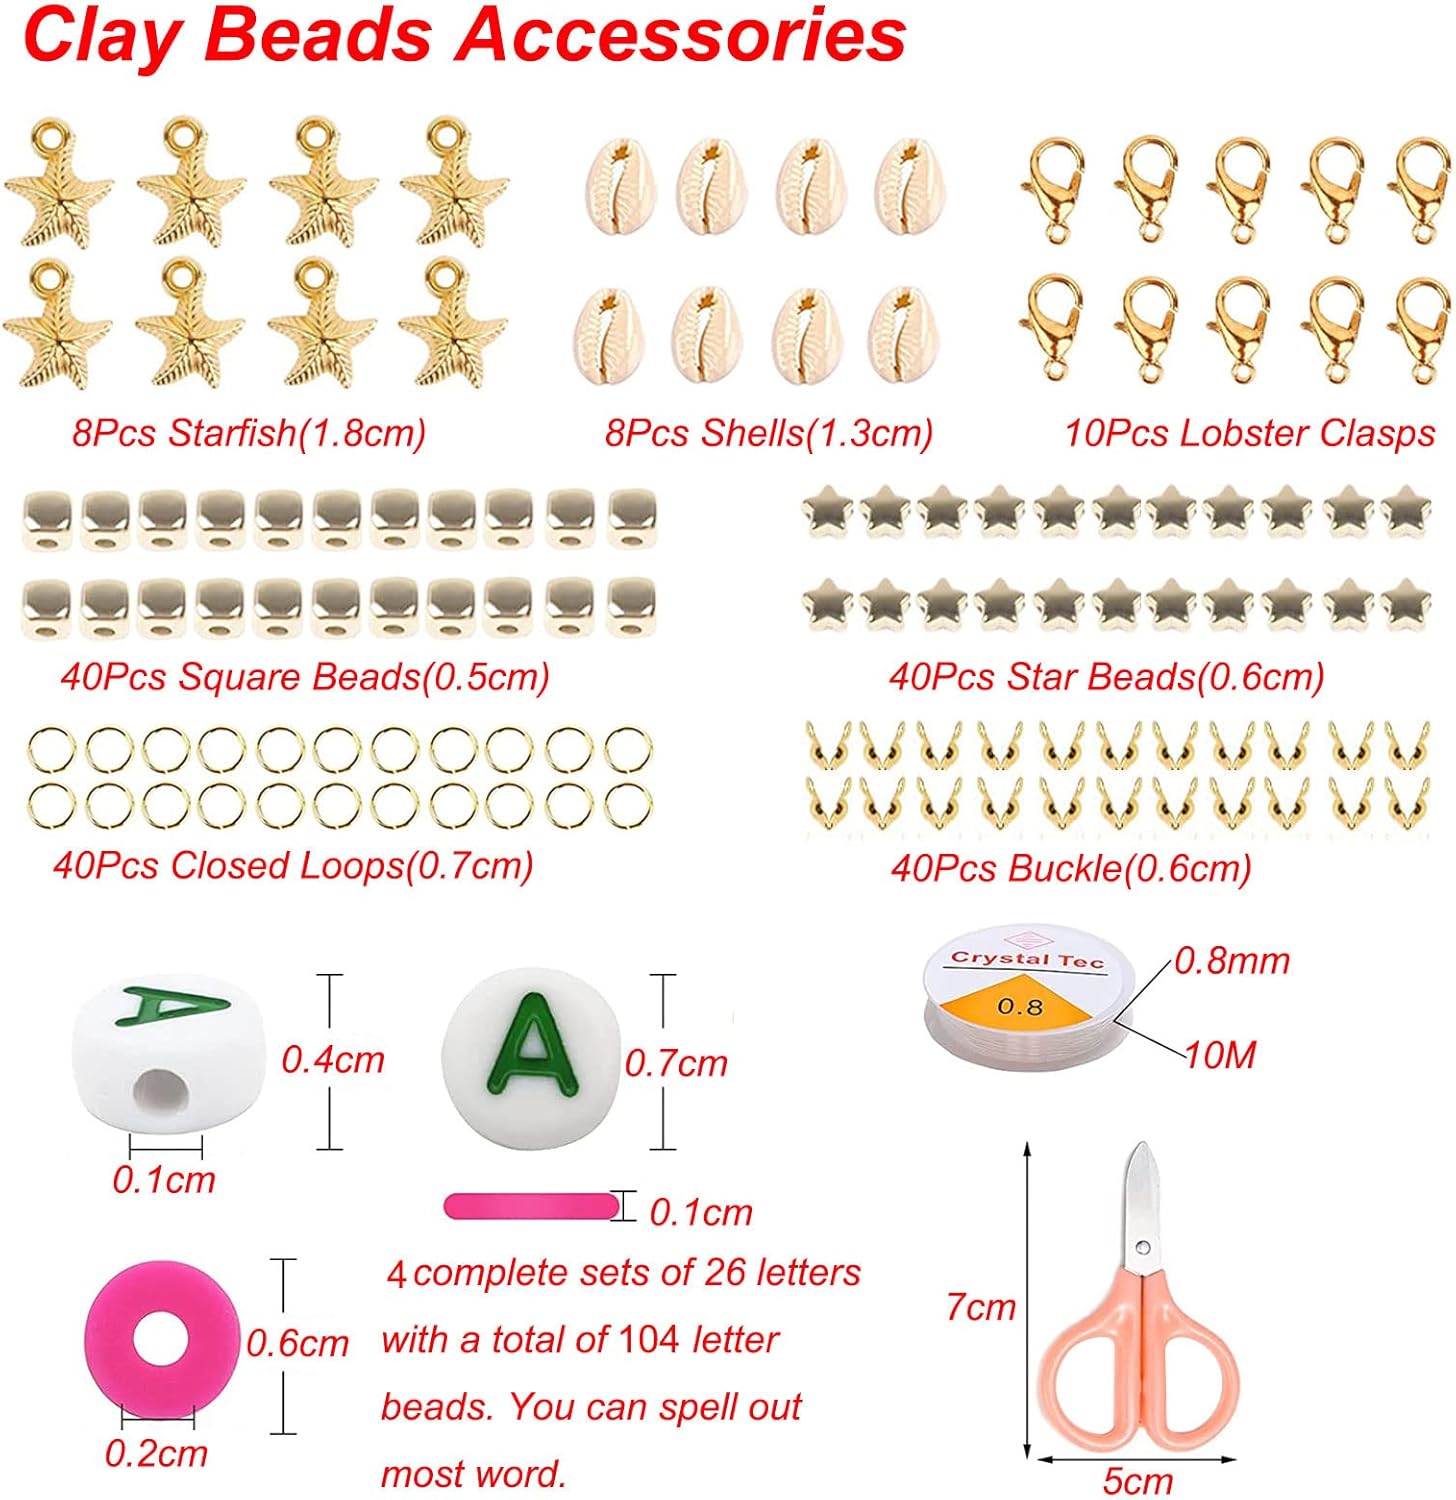 Clay Beads Accessories
8Pcs Starfish(1.8cm)
8Pcs Shells(1.3cm)
10Pcs Lobster Clasps
40Pcs Square Beads(0.5cm)
40Pcs Star Beads(0.6cm)
40Pcs Closed Loops(0.7cm)
40Pcs Buckle(0.6cm)
A
0.4cm
0.1cm
A
0.7cm
Crystal Tec
0.8
0.8mm
10M
0.1cm
0.6cm
0.2cm
4 complete sets of 26 letters
with a total of 104 letter
beads. You can spell out
most word.
7cm
5cm